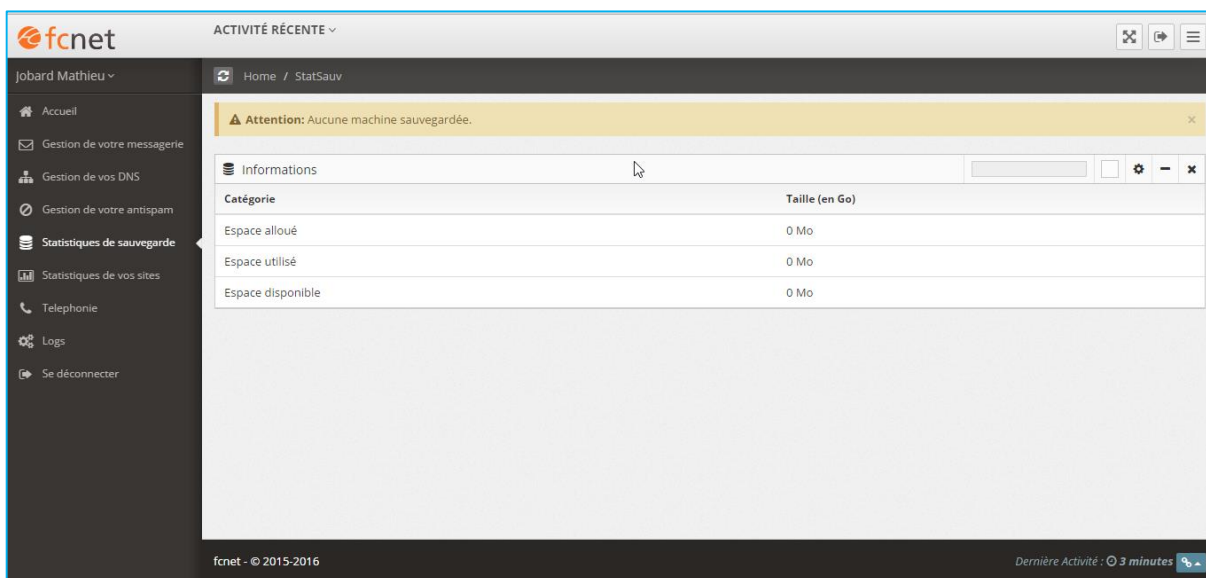 fcnet
ACTIVITÉ RÉCENTE
Jobard Mathieu
Home / StatSauv
Accueil
Gestion de votre messagerie
Gestion de vos DNS
Gestion de votre antispam
Statistiques de sauvegarde
Statistiques de vos sites
Telephonie
Logs
Se déconnecter
Attention: Aucune machine sauvegardée.
Informations
Catégorie Taille (en Go)
Espace alloué 0 Mo
Espace utilisé 0 Mo
Espace disponible 0 Mo
fcnet - © 2015-2016
Dernière Activité : 3 minutes